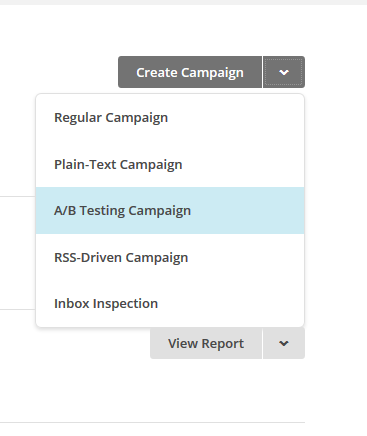 Create Campaign
Regular Campaign
Plain-Text Campaign
A/B Testing Campaign
RSS-Driven Campaign
Inbox Inspection
View Report